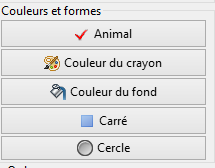 Couleurs et formes
Animal
Couleur du crayon
Couleur du fond
Carré
Cercle